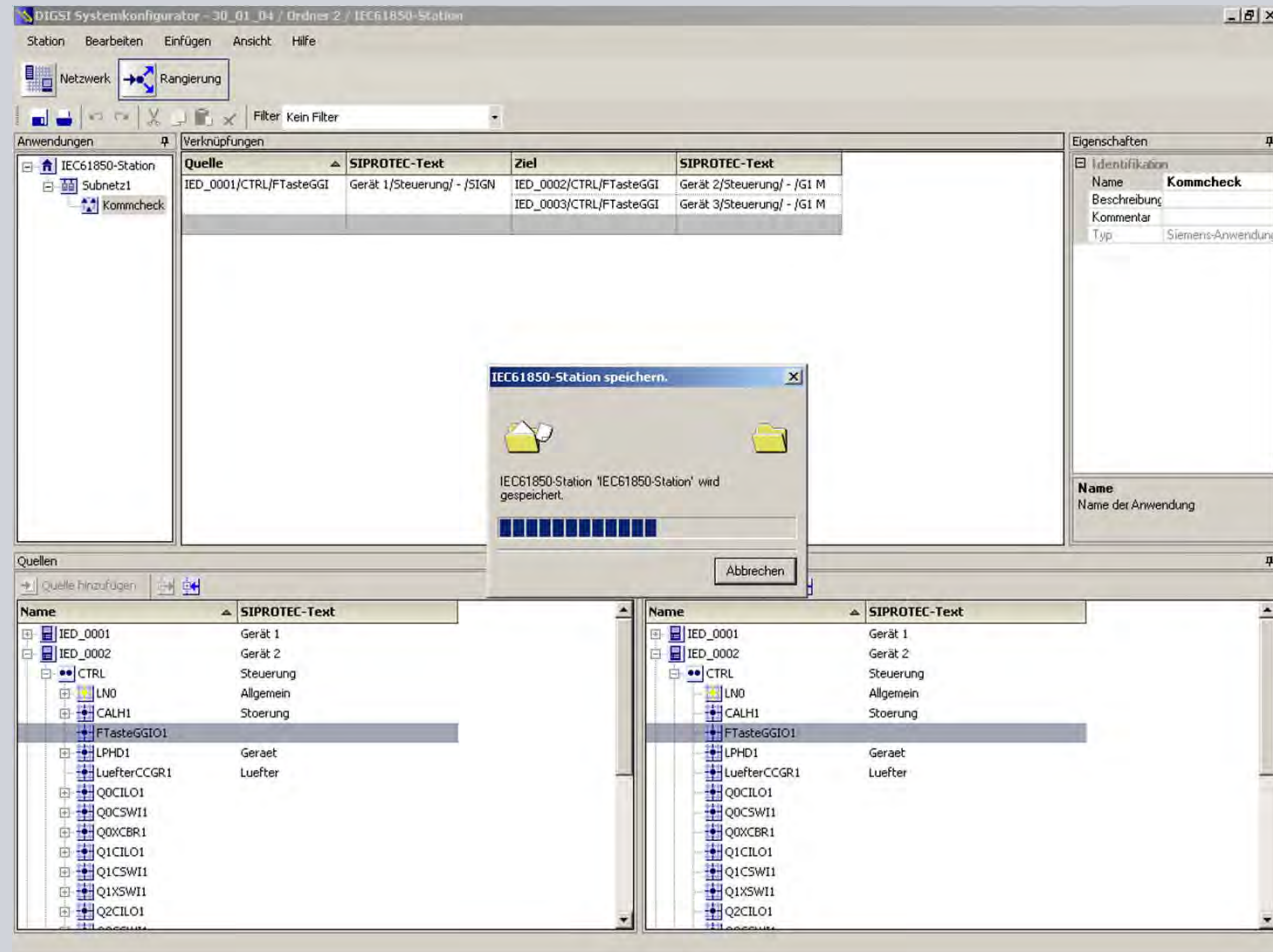 DIGSI Systemkonfigurator - 30_01_04 / Ordner 2 / IEC61850-Station
Station Bearbeiten Einfügen Ansicht Hilfe
Netzwerk Rangierung
Filter Kein Filter
Anwendungen
IEC61850-Station
Subnetz1
Kommcheck
Verknüpfungen
Quelle SIPROTEC-Text Ziel SIPROTEC-Text
IED_0001/CTRL/FTasteGGI Gerät 1/Steuerung/ - /SIGN IED_0002/CTRL/FTasteGGI Gerät 2/Steuerung/ - /G1 M
IED_0003/CTRL/FTasteGGI Gerät 3/Steuerung/ - /G1 M
Eigenschaften
Identifikation
Name Kommcheck
Beschreibung
Kommentar
Typ Siemens-Anwendung
Name
Name der Anwendung
IEC61850-Station speichern.
IEC61850-Station 'IEC61850-Station' wird
gespeichert.
Abbrechen
Quellen
Quelle hinzufügen
Name SIPROTEC-Text
IED_0001 Gerät 1
IED_0002 Gerät 2
CTRL Steuerung
LN0 Allgemein
CALH1 Stoerung
FTasteGGIO1
LPHD1 Geraet
LuefterCCGR1 Luefter
Q0CILO1
Q0CSWI1
Q0XCBR1
Q1CILO1
Q1CSWI1
Q1XSWI1
Q2CILO1
Name SIPROTEC-Text
IED_0001 Gerät 1
IED_0002 Gerät 2
CTRL Steuerung
LN0 Allgemein
CALH1 Stoerung
FTasteGGIO1
LPHD1 Geraet
LuefterCCGR1 Luefter
Q0CILO1
Q0CSWI1
Q0XCBR1
Q1CILO1
Q1CSWI1
Q1XSWI1
Q2CILO1